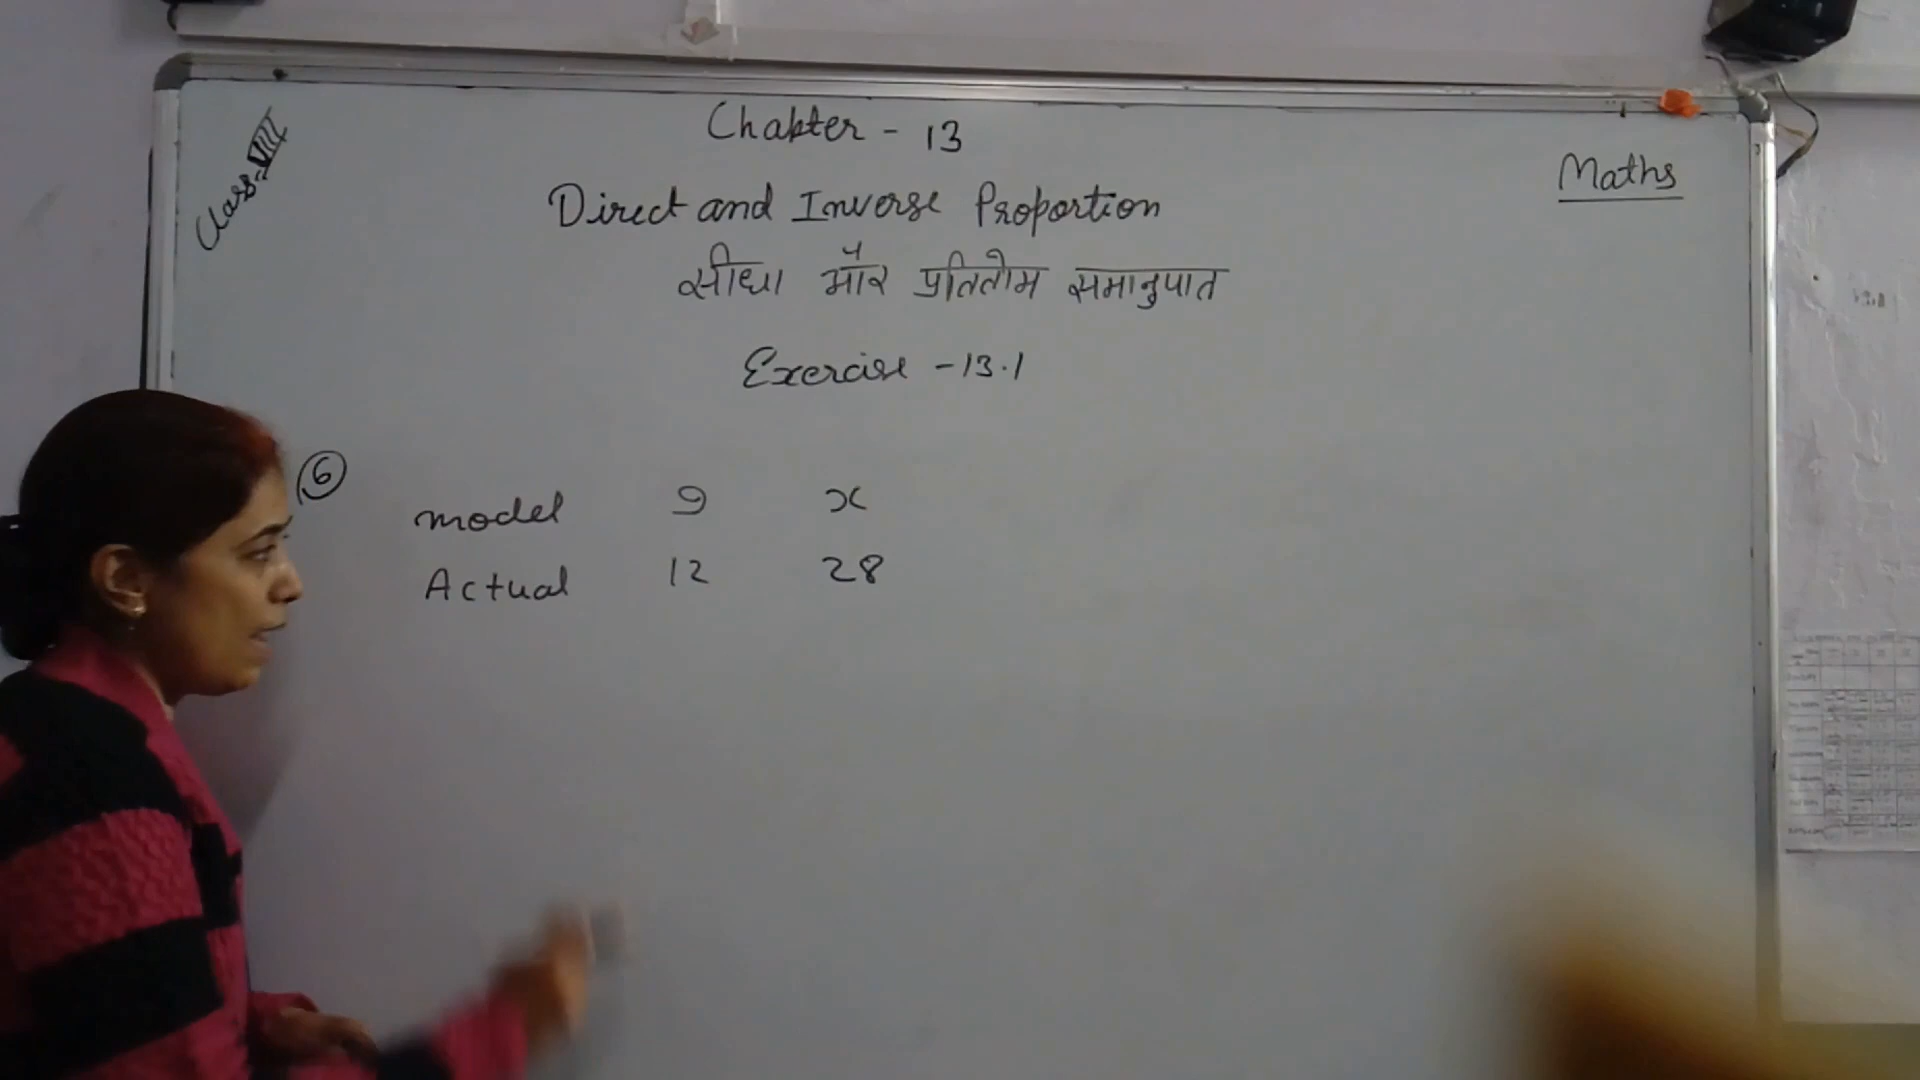 Class-VIII
Chapter - 13
Maths
Direct and Inverse Proportion
सीधा और प्रतिलोम समानुपात
Exercise - 13.1
6
model 9 x
Actual 12 28